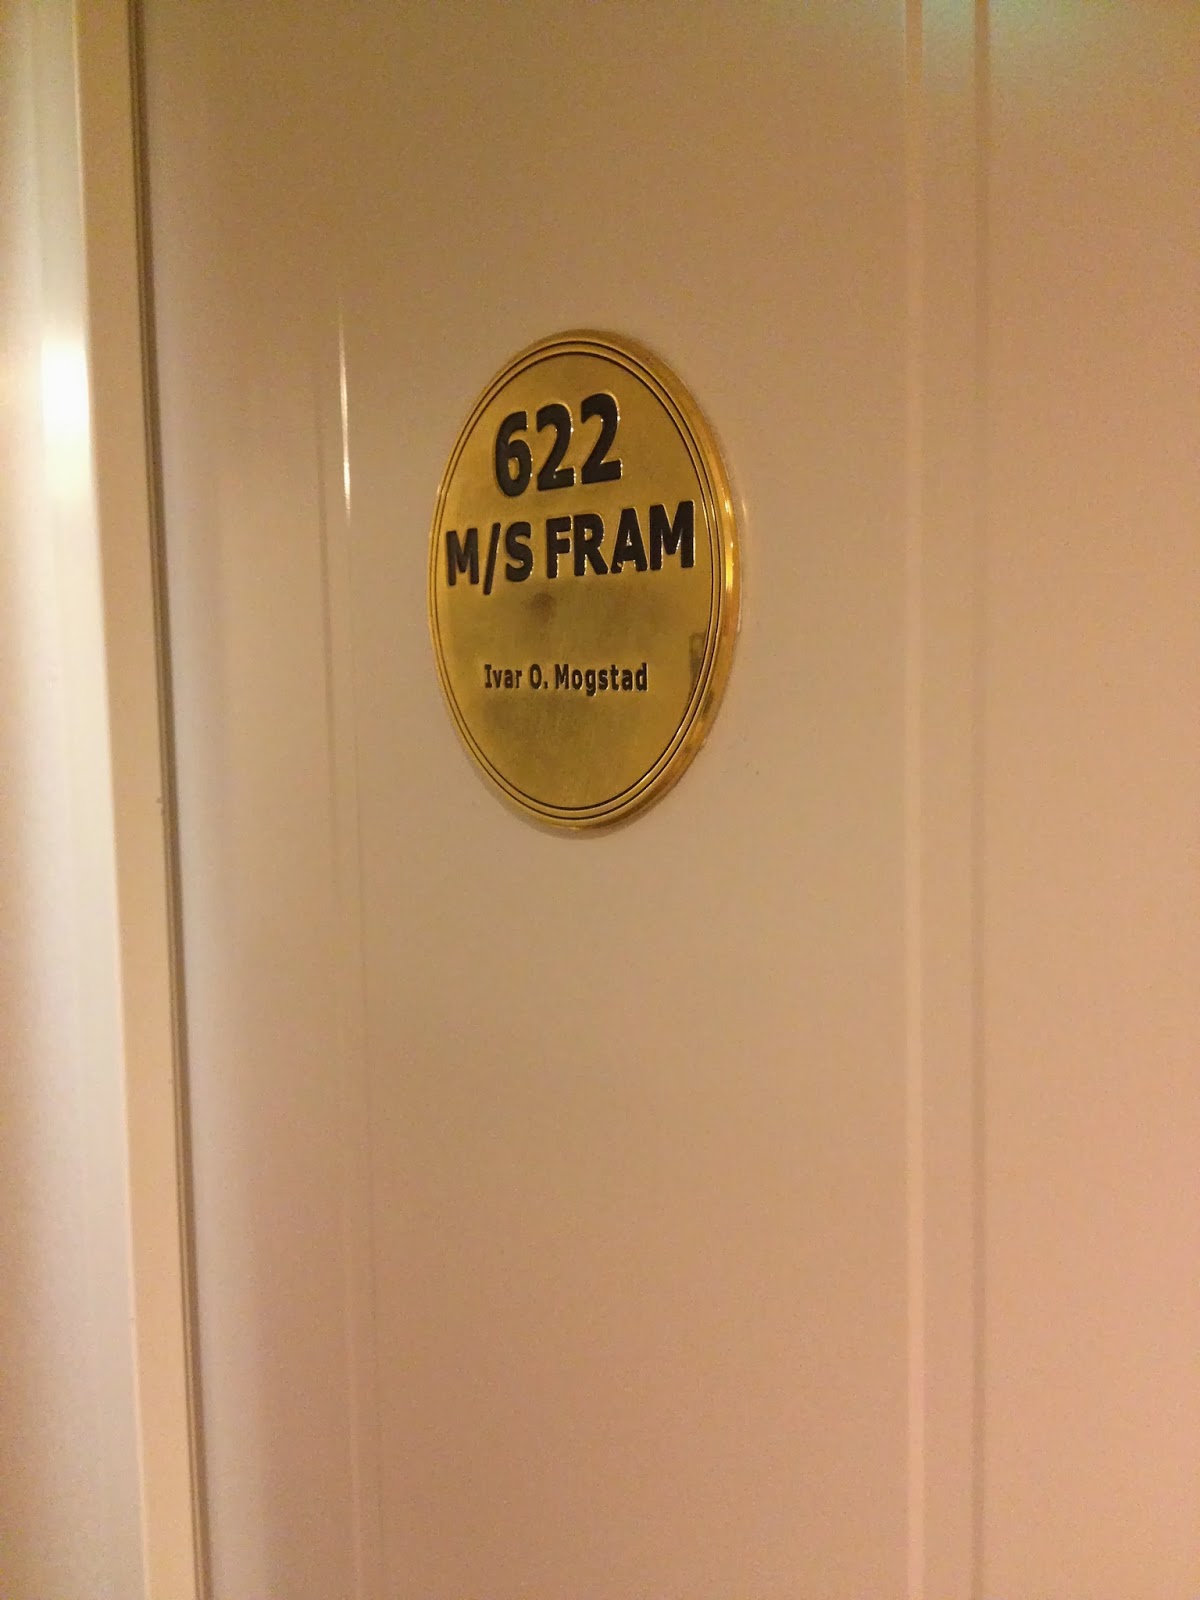 622
M/S FRAM
Ivar O. Mogstad